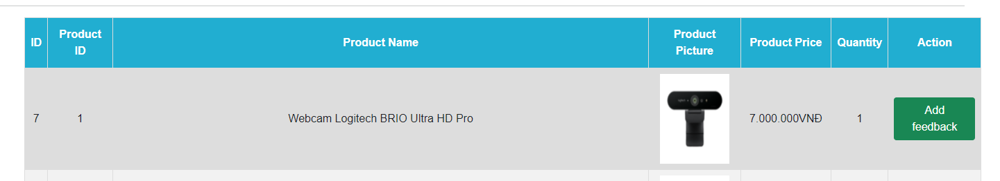 ID
Product ID
Product Name
Product Picture
Product Price
Quantity
Action
7
1
Webcam Logitech BRIO Ultra HD Pro
7.000.000VNĐ
1
Add
feedback